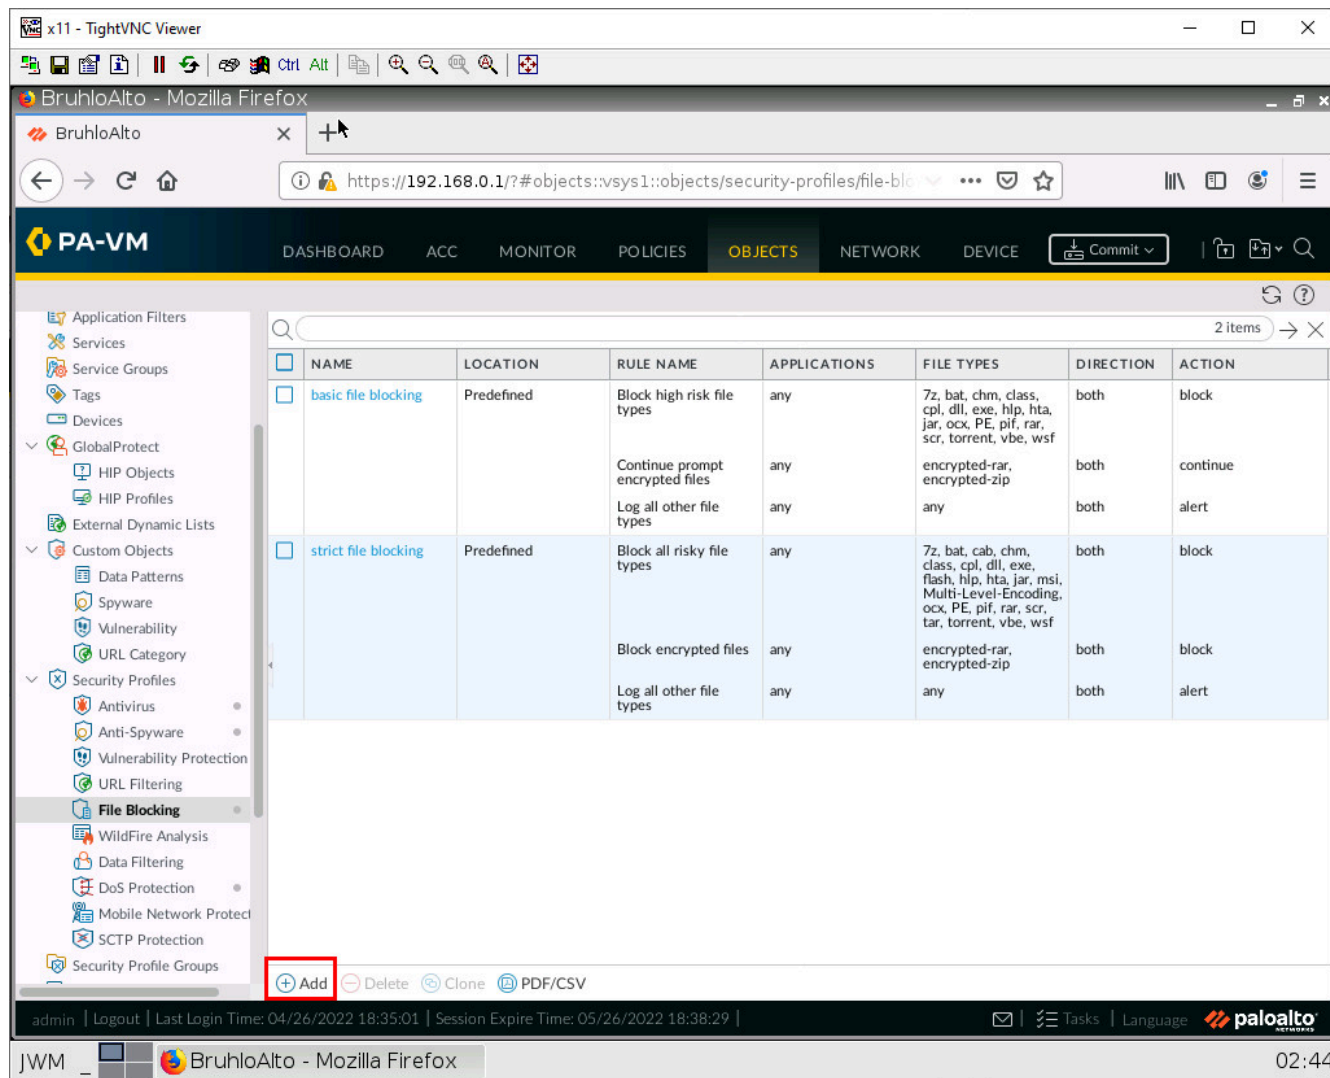 x11 - TightVNC Viewer
Ctrl Alt
BruhloAlto - Mozilla Firefox
BruhloAlto
https://192.168.0.1/?#objects::vsys1::objects/security-profiles/file-blo
PA-VM
DASHBOARD ACC MONITOR POLICIES OBJECTS NETWORK DEVICE Commit
Application Filters
Services
Service Groups
Tags
Devices
GlobalProtect
HIP Objects
HIP Profiles
External Dynamic Lists
Custom Objects
Data Patterns
Spyware
Vulnerability
URL Category
Security Profiles
Antivirus
Anti-Spyware
Vulnerability Protection
URL Filtering
File Blocking
WildFire Analysis
Data Filtering
DoS Protection
Mobile Network Protect
SCTP Protection
Security Profile Groups
2 items
NAME LOCATION RULE NAME APPLICATIONS FILE TYPES DIRECTION ACTION
basic file blocking Predefined Block high risk file any 7z, bat, chm, class, both block
types cpl, dll, exe, hlp, hta,
jar, ocx, PE, pif, rar,
scr, torrent, vbe, wsf
Continue prompt any encrypted-rar, both continue
encrypted files encrypted-zip
Log all other file any any both alert
types
strict file blocking Predefined Block all risky file any 7z, bat, cab, chm, both block
types class, cpl, dll, exe,
flash, hlp, hta, jar, msi,
Multi-Level-Encoding,
ocx, PE, pif, rar, scr,
tar, torrent, vbe, wsf
Block encrypted files any encrypted-rar, both block
encrypted-zip
Log all other file any any both alert
types
Add Delete Clone PDF/CSV
admin | Logout | Last Login Time: 04/26/2022 18:35:01 | Session Expire Time: 05/26/2022 18:38:29 | Tasks | Language paloalto
NETWORKS
JWM _ BruhloAlto - Mozilla Firefox 02:44